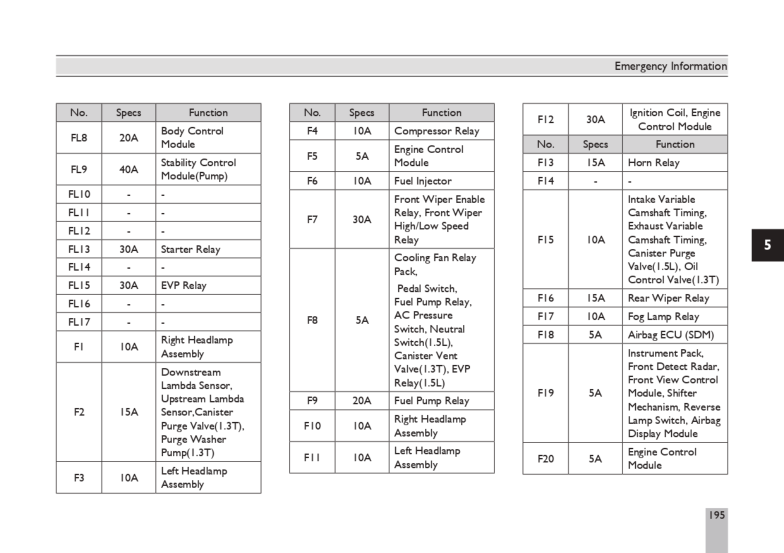 Emergency Information
No. Specs Function
FL8 20A Body Control
Module
FL9 40A Stability Control
Module(Pump)
FL10 - -
FL11 - -
FL12 - -
FL13 30A Starter Relay
FL14 - -
FL15 30A EVP Relay
FL16 - -
FL17 - -
F1 10A Right Headlamp
Assembly
F2 15A Downstream
Lambda Sensor,
Upstream Lambda
Sensor,Canister
Purge Valve(1.3T),
Purge Washer
Pump(1.3T)
F3 10A Left Headlamp
Assembly
No. Specs Function
F4 10A Compressor Relay
F5 5A Engine Control
Module
F6 10A Fuel Injector
F7 30A Front Wiper Enable
Relay, Front Wiper
High/Low Speed
Relay
F8 5A Cooling Fan Relay
Pack,
Pedal Switch,
Fuel Pump Relay,
AC Pressure
Switch, Neutral
Switch(1.5L),
Canister Vent
Valve(1.3T), EVP
Relay(1.5L)
F9 20A Fuel Pump Relay
F10 10A Right Headlamp
Assembly
F11 10A Left Headlamp
Assembly
F12 30A Ignition Coil, Engine
Control Module
No. Specs Function
F13 15A Horn Relay
F14 - -
F15 10A Intake Variable
Camshaft Timing,
Exhaust Variable
Camshaft Timing,
Canister Purge
Valve(1.5L), Oil
Control Valve(1.3T)
F16 15A Rear Wiper Relay
F17 10A Fog Lamp Relay
F18 5A Airbag ECU (SDM)
F19 5A Instrument Pack,
Front Detect Radar,
Front View Control
Module, Shifter
Mechanism, Reverse
Lamp Switch, Airbag
Display Module
F20 5A Engine Control
Module
5
195